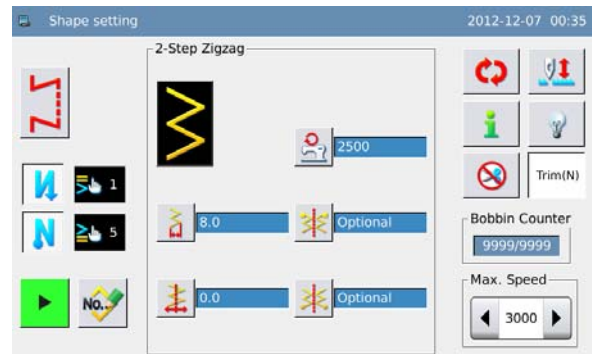 Shape setting
2012-12-07 00:35
2-Step Zigzag
2500
8.0
Optional
0.0
Optional
1
5
No.
i
Trim(N)
Bobbin Counter
9999/9999
Max. Speed
3000